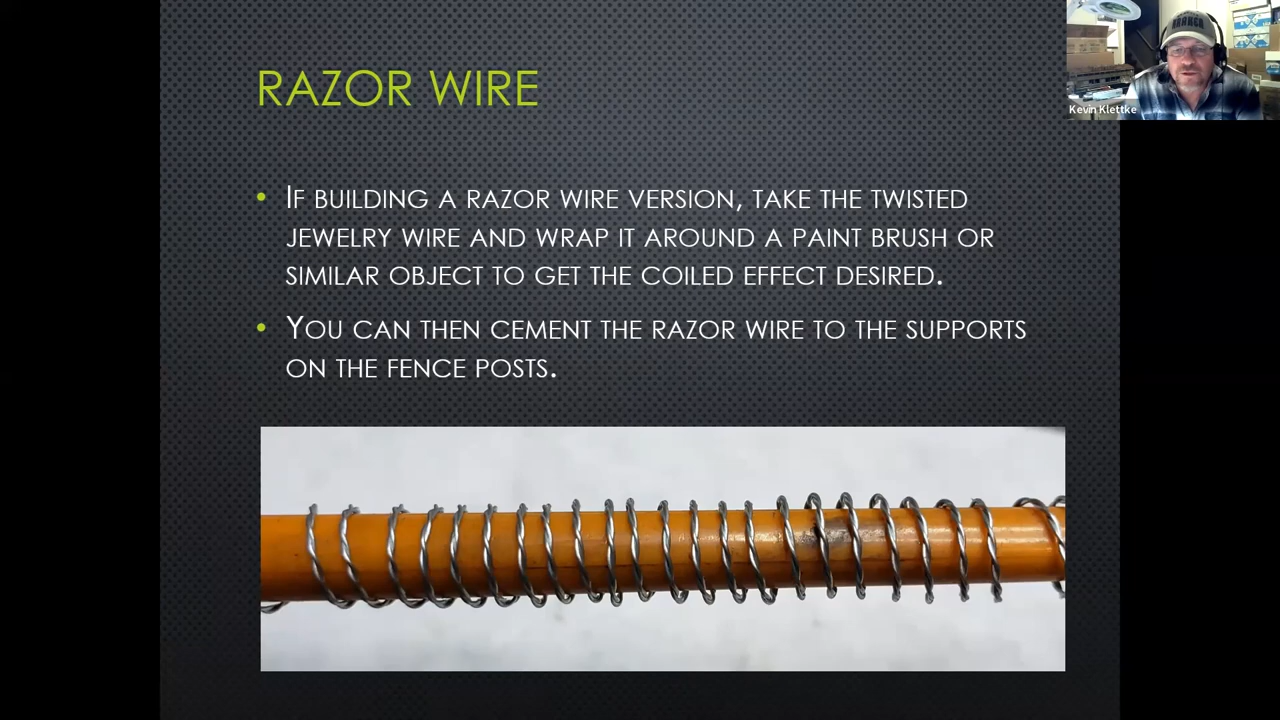 Kevin Klettke
RAZOR WIRE
• IF BUILDING A RAZOR WIRE VERSION, TAKE THE TWISTED
JEWELRY WIRE AND WRAP IT AROUND A PAINT BRUSH OR
SIMILAR OBJECT TO GET THE COILED EFFECT DESIRED.
• YOU CAN THEN CEMENT THE RAZOR WIRE TO THE SUPPORTS
ON THE FENCE POSTS.